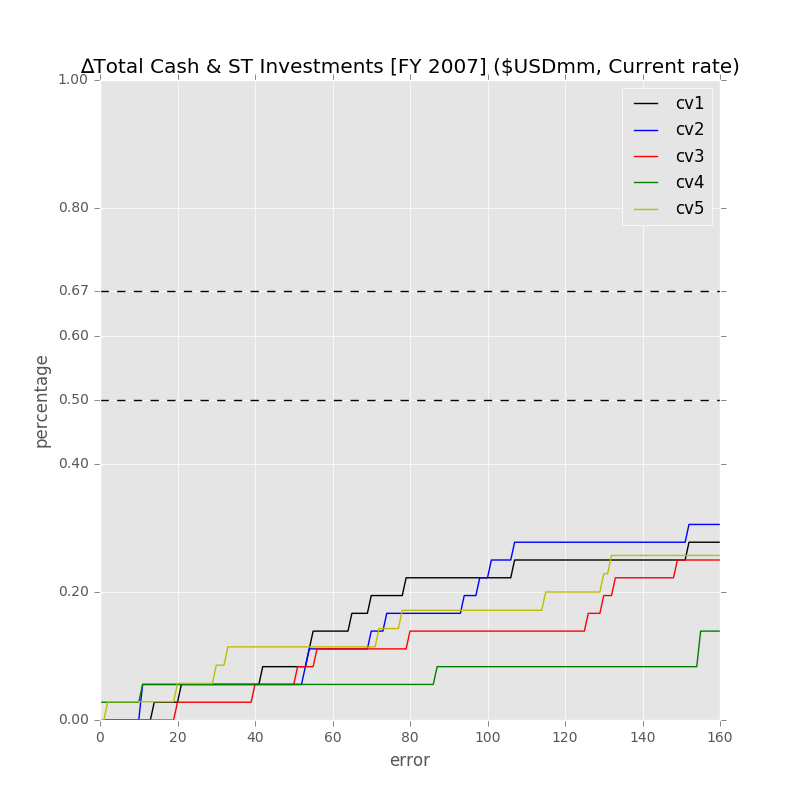 ΔTotal Cash & ST Investments [FY 2007] ($USDmm, Current rate)
1.00
0.80
0.67
0.60
0.50
0.40
0.20
0.00
percentage
cv1
cv2
cv3
cv4
cv5
0 20 40 60 80 100 120 140 160
error